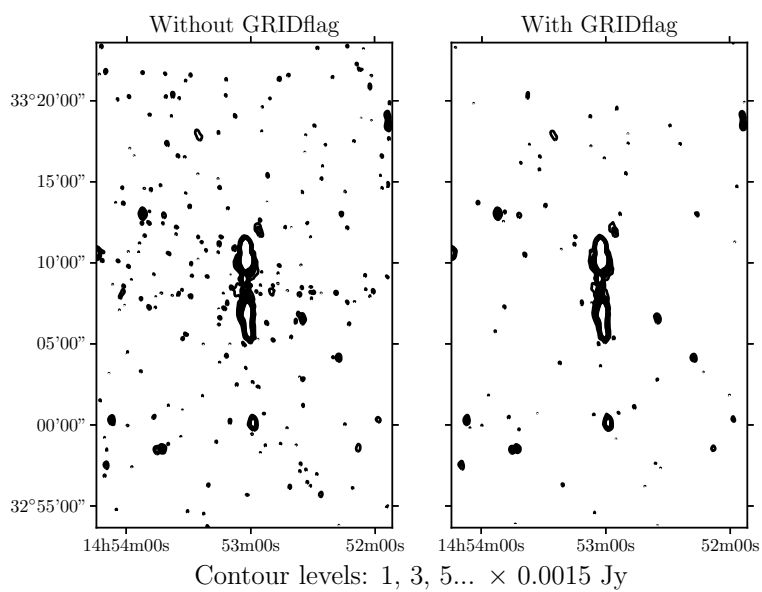 Without GRIDflag
With GRIDflag
33°20'00"
15'00"
10'00"
05'00"
00'00"
32°55'00"
14h54m00s 53m00s 52m00s
14h54m00s 53m00s 52m00s
Contour levels: 1, 3, 5... × 0.0015 Jy